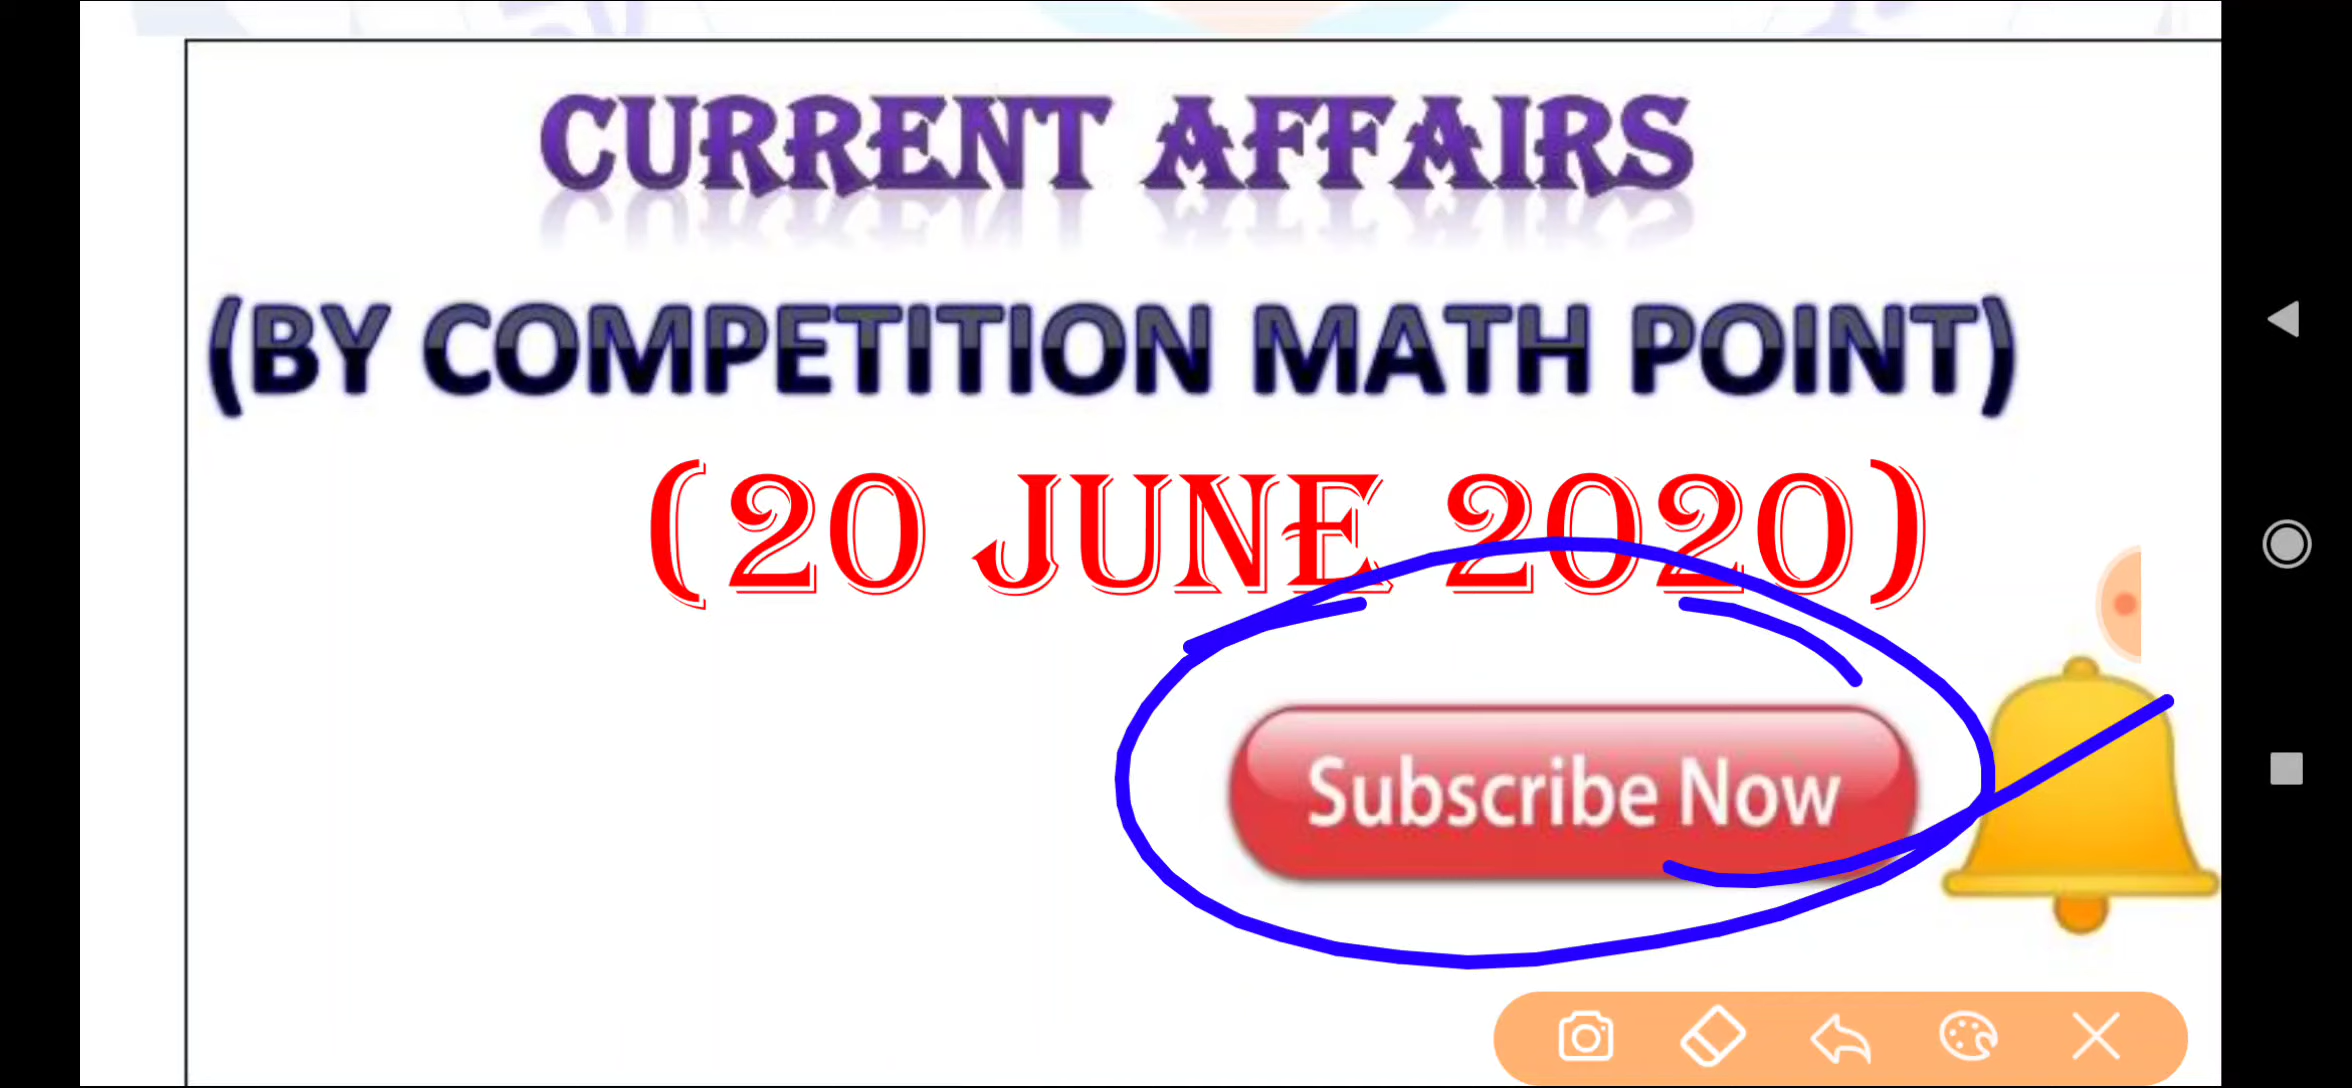 CURRENT AFFAIRS
(BY COMPETITION MATH POINT)
(20 JUNE 2020)
Subscribe Now